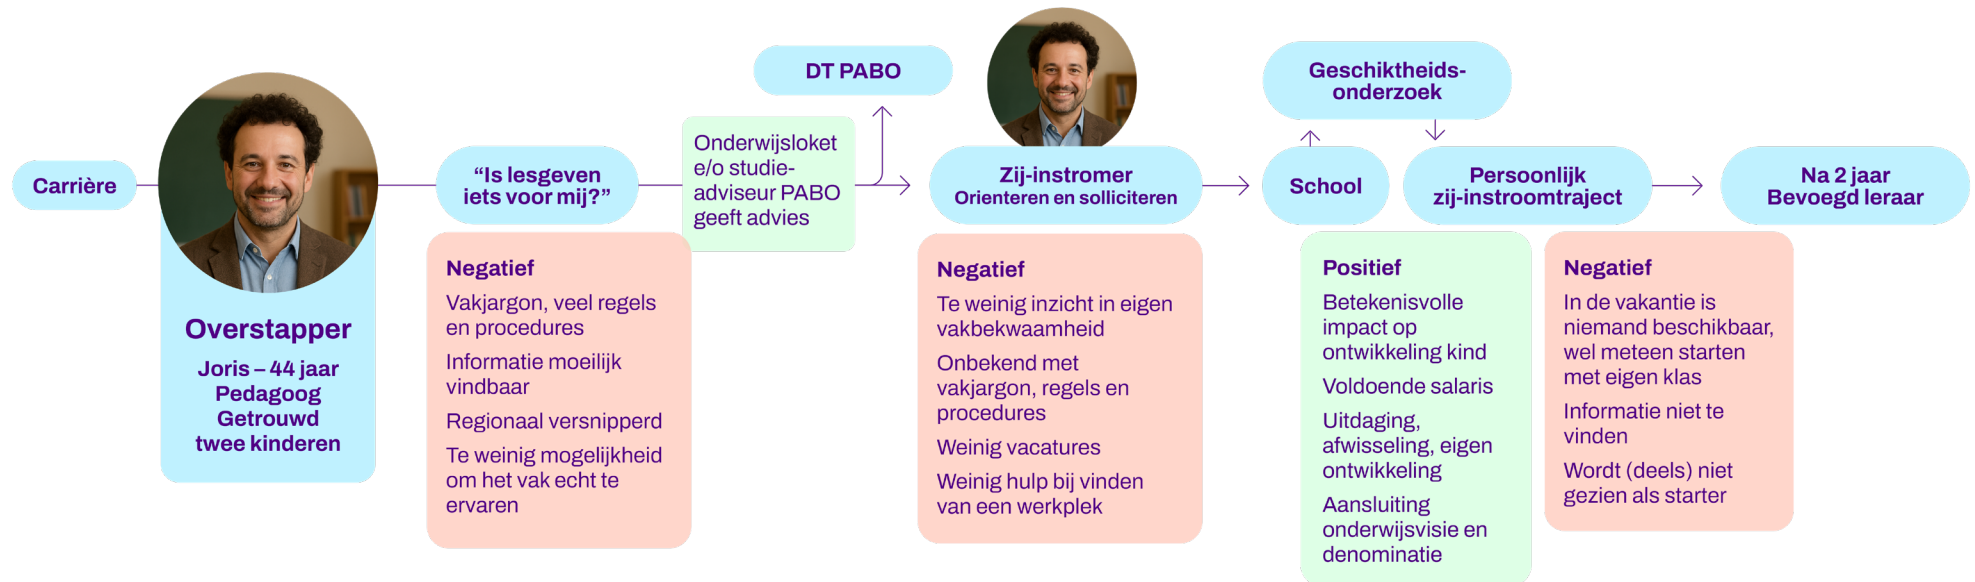 Carrière
Overstapper
Joris – 44 jaar
Pedagoog
Getrouwd
twee kinderen
“Is lesgeven
iets voor mij?”
Negatief
Vakjargon, veel regels
en procedures
Informatie moeilijk
vindbaar
Regionaal versnipperd
Te weinig mogelijkheid
om het vak echt te
ervaren
Onderwijsloket
e/o studie-
adviseur PABO
geeft advies
DT PABO
Zij-instromer
Orienteren en solliciteren
Negatief
Te weinig inzicht in eigen
vakbekwaamheid
Onbekend met
vakjargon, regels en
procedures
Weinig vacatures
Weinig hulp bij vinden
van een werkplek
School
Geschiktheids-
onderzoek
Persoonlijk
zij-instroomtraject
Positief
Betekenisvolle
impact op
ontwikkeling kind
Voldoende salaris
Uitdaging,
afwisseling, eigen
ontwikkeling
Aansluiting
onderwijsvisie en
denominatie
Negatief
In de vakantie is
niemand beschikbaar,
wel meteen starten
met eigen klas
Informatie niet te
vinden
Wordt (deels) niet
gezien als starter
Na 2 jaar
Bevoegd leraar